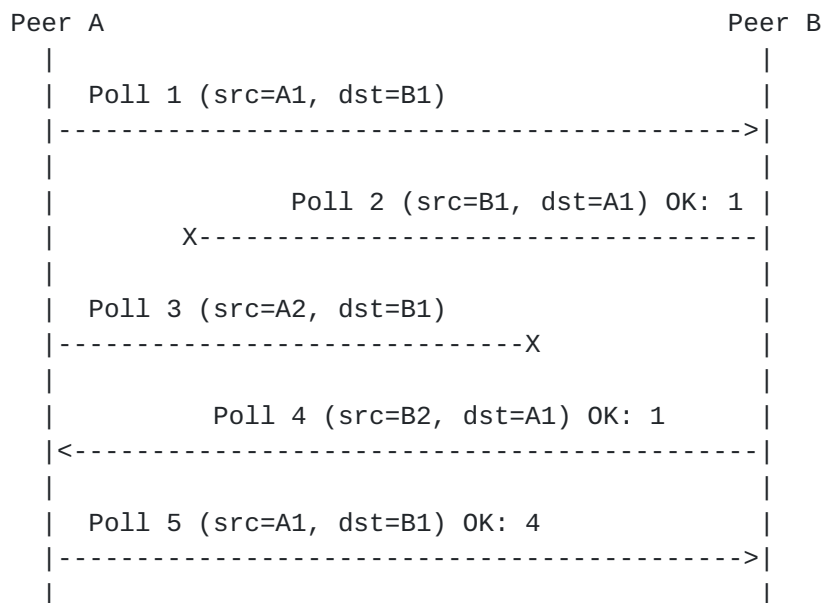 Peer A Peer B
Poll 1 (src=A1, dst=B1)
Poll 2 (src=B1, dst=A1) OK: 1
X
Poll 3 (src=A2, dst=B1)
X
Poll 4 (src=B2, dst=A1) OK: 1
Poll 5 (src=A1, dst=B1) OK: 4